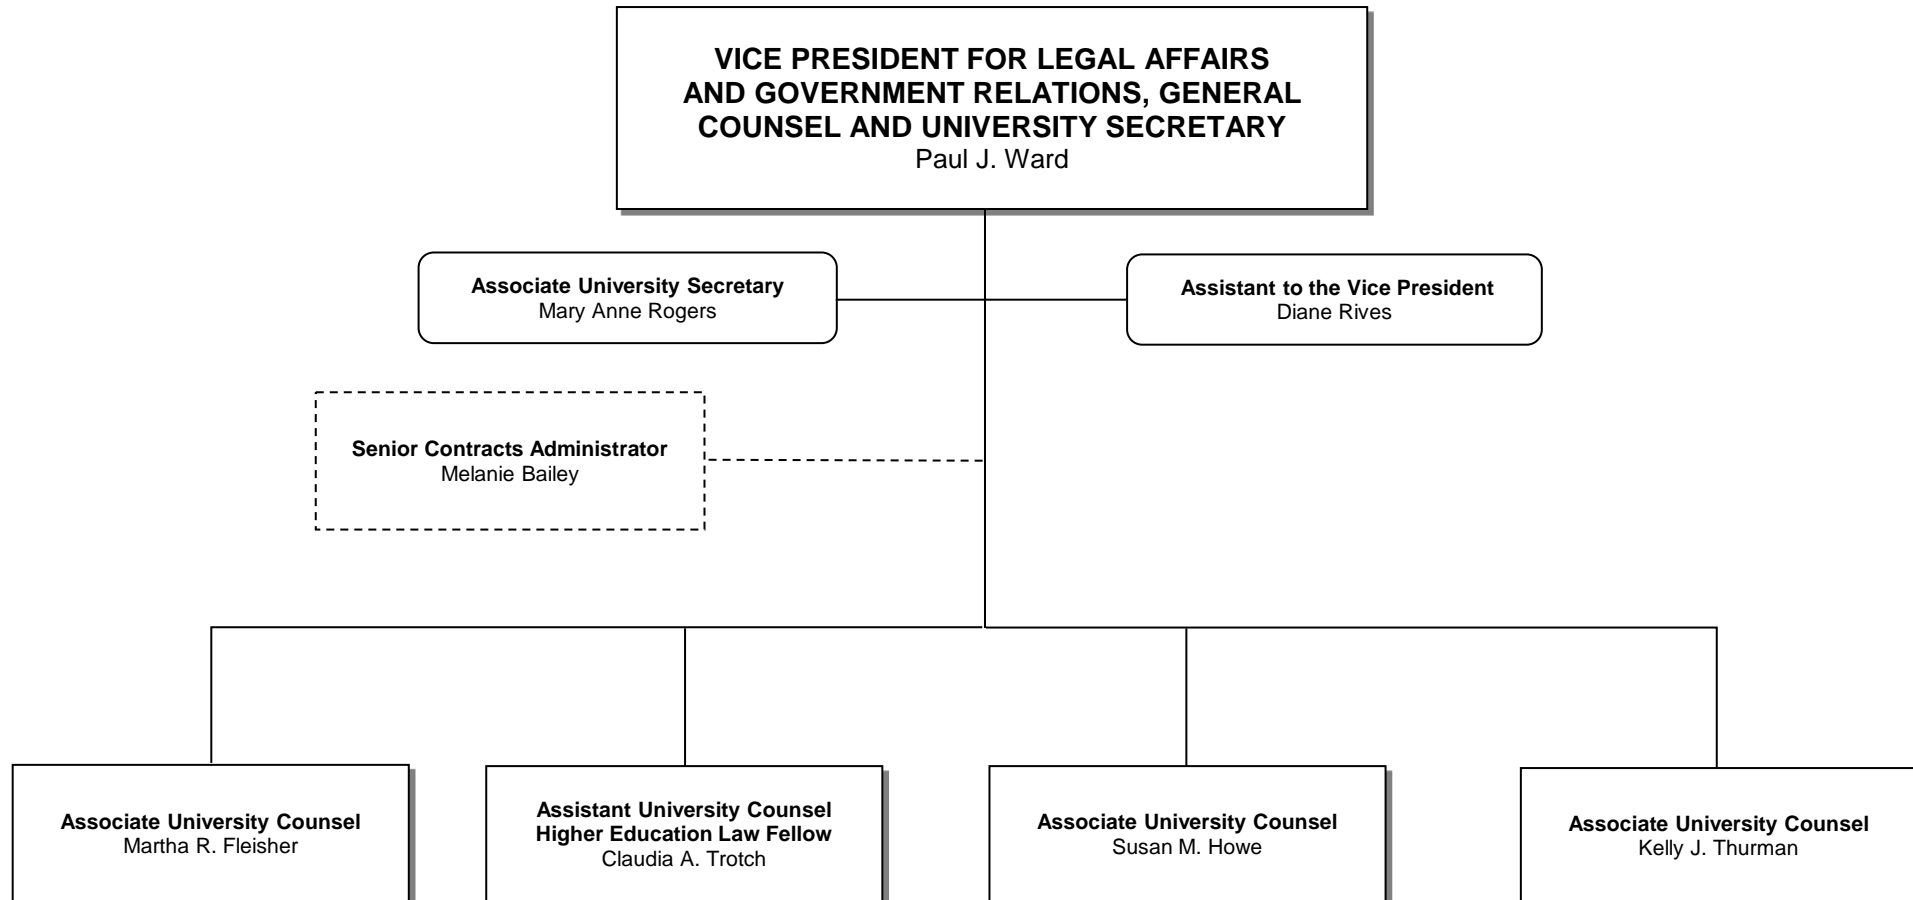 VICE PRESIDENT FOR LEGAL AFFAIRS
AND GOVERNMENT RELATIONS, GENERAL
COUNSEL AND UNIVERSITY SECRETARY
Paul J. Ward
Associate University Secretary
Mary Anne Rogers
Assistant to the Vice President
Diane Rives
Senior Contracts Administrator
Melanie Bailey
Associate University Counsel
Martha R. Fleisher
Assistant University Counsel
Higher Education Law Fellow
Claudia A. Trotch
Associate University Counsel
Susan M. Howe
Associate University Counsel
Kelly J. Thurman